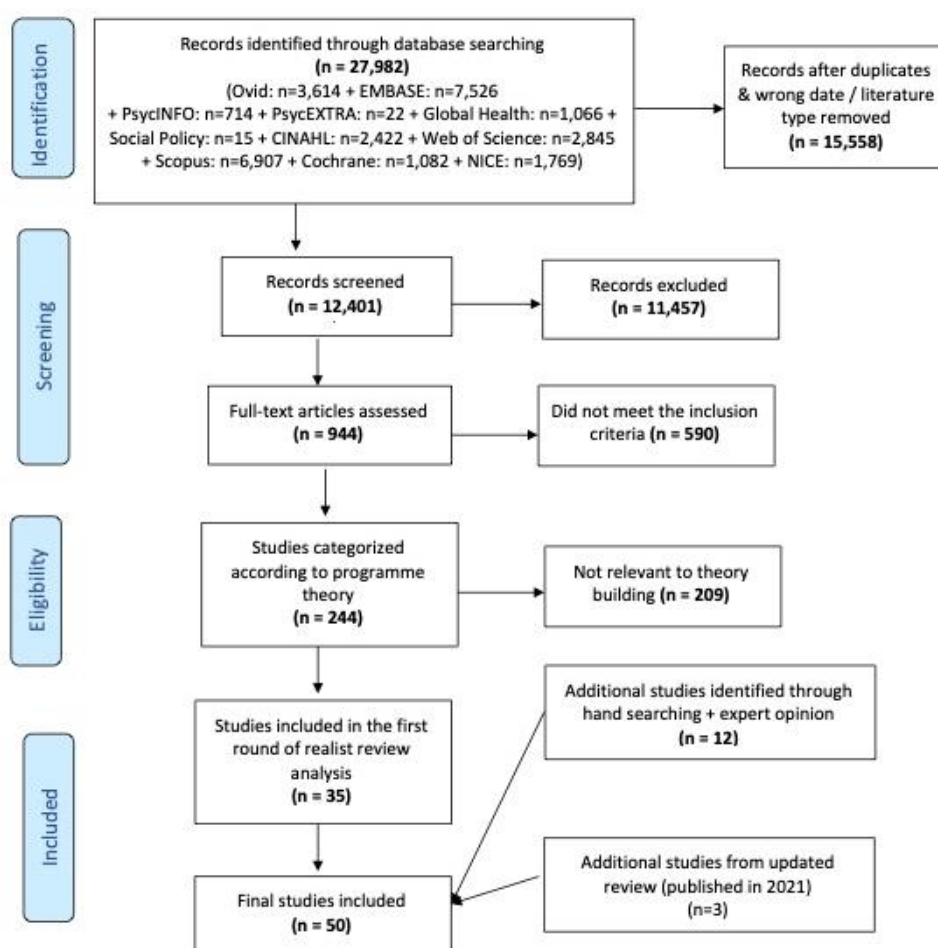 Identification
Records identified through database searching
(n = 27,982)
(Ovid: n=3,614 + EMBASE: n=7,526
+ PsycINFO: n=714 + PsycEXTRA: n=22 + Global Health: n=1,066 +
Social Policy: n=15 + CINAHL: n=2,422 + Web of Science: n=2,845
+ Scopus: n=6,907 + Cochrane: n=1,082 + NICE: n=1,769)
Records after duplicates
& wrong date / literature
type removed
(n = 15,558)
Screening
Records screened
(n = 12,401)
Records excluded
(n = 11,457)
Full-text articles assessed
(n = 944)
Did not meet the inclusion
criteria (n = 590)
Eligibility
Studies categorized
according to programme
theory
(n = 244)
Not relevant to theory
building (n = 209)
Included
Studies included in the first
round of realist review
analysis
(n = 35)
Additional studies identified through
hand searching + expert opinion
(n = 12)
Additional studies from updated
review (published in 2021)
(n=3)
Final studies included
(n = 50)